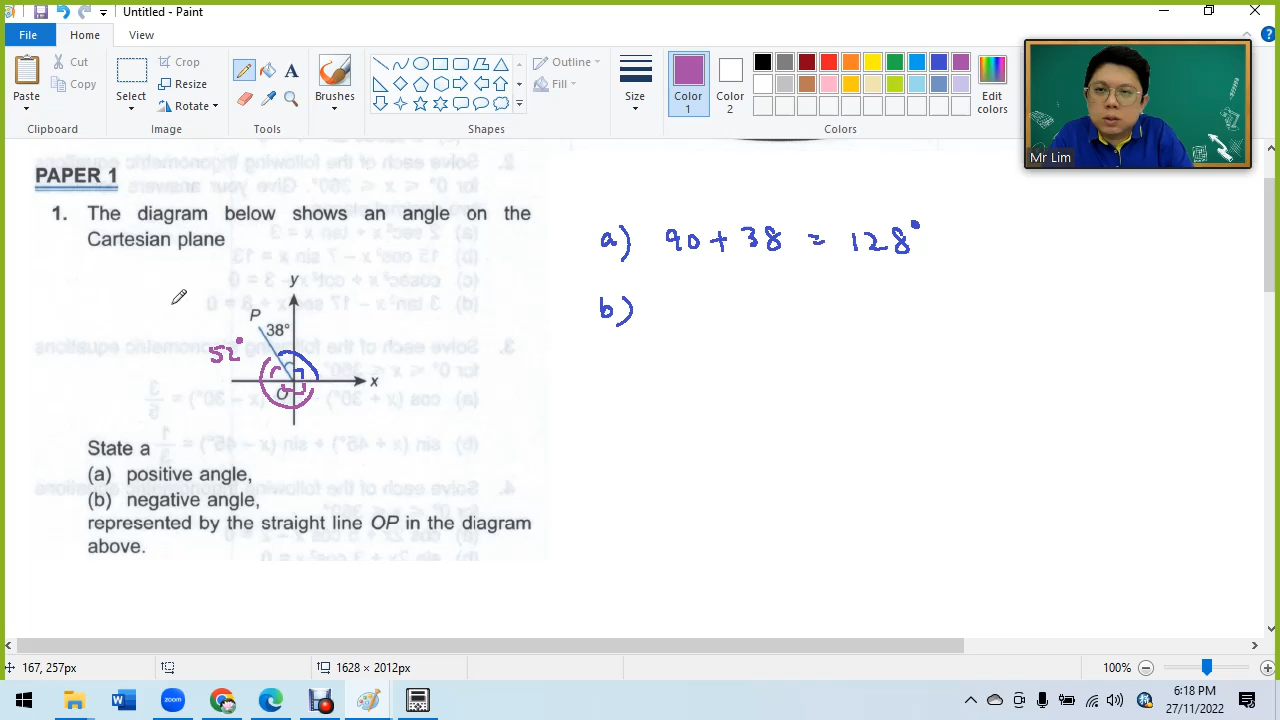 Untitled - Paint
File Home View
Paste
Cut
Copy
Clipboard
Select
Crop
Resize
Rotate
Image
Tools
Brushes
Shapes
Outline
Fill
Size
Color 1
Color 2
Edit colors
Colors
Mr Lim
PAPER 1
1. The diagram below shows an angle on the
Cartesian plane
y
P
38°
52°
x
O
State a
(a) positive angle,
(b) negative angle,
represented by the straight line OP in the diagram
above.
a) 90 + 38 = 128°
b)
167, 257px
1628 × 2012px
100%
zoom
6:18 PM
27/11/2022